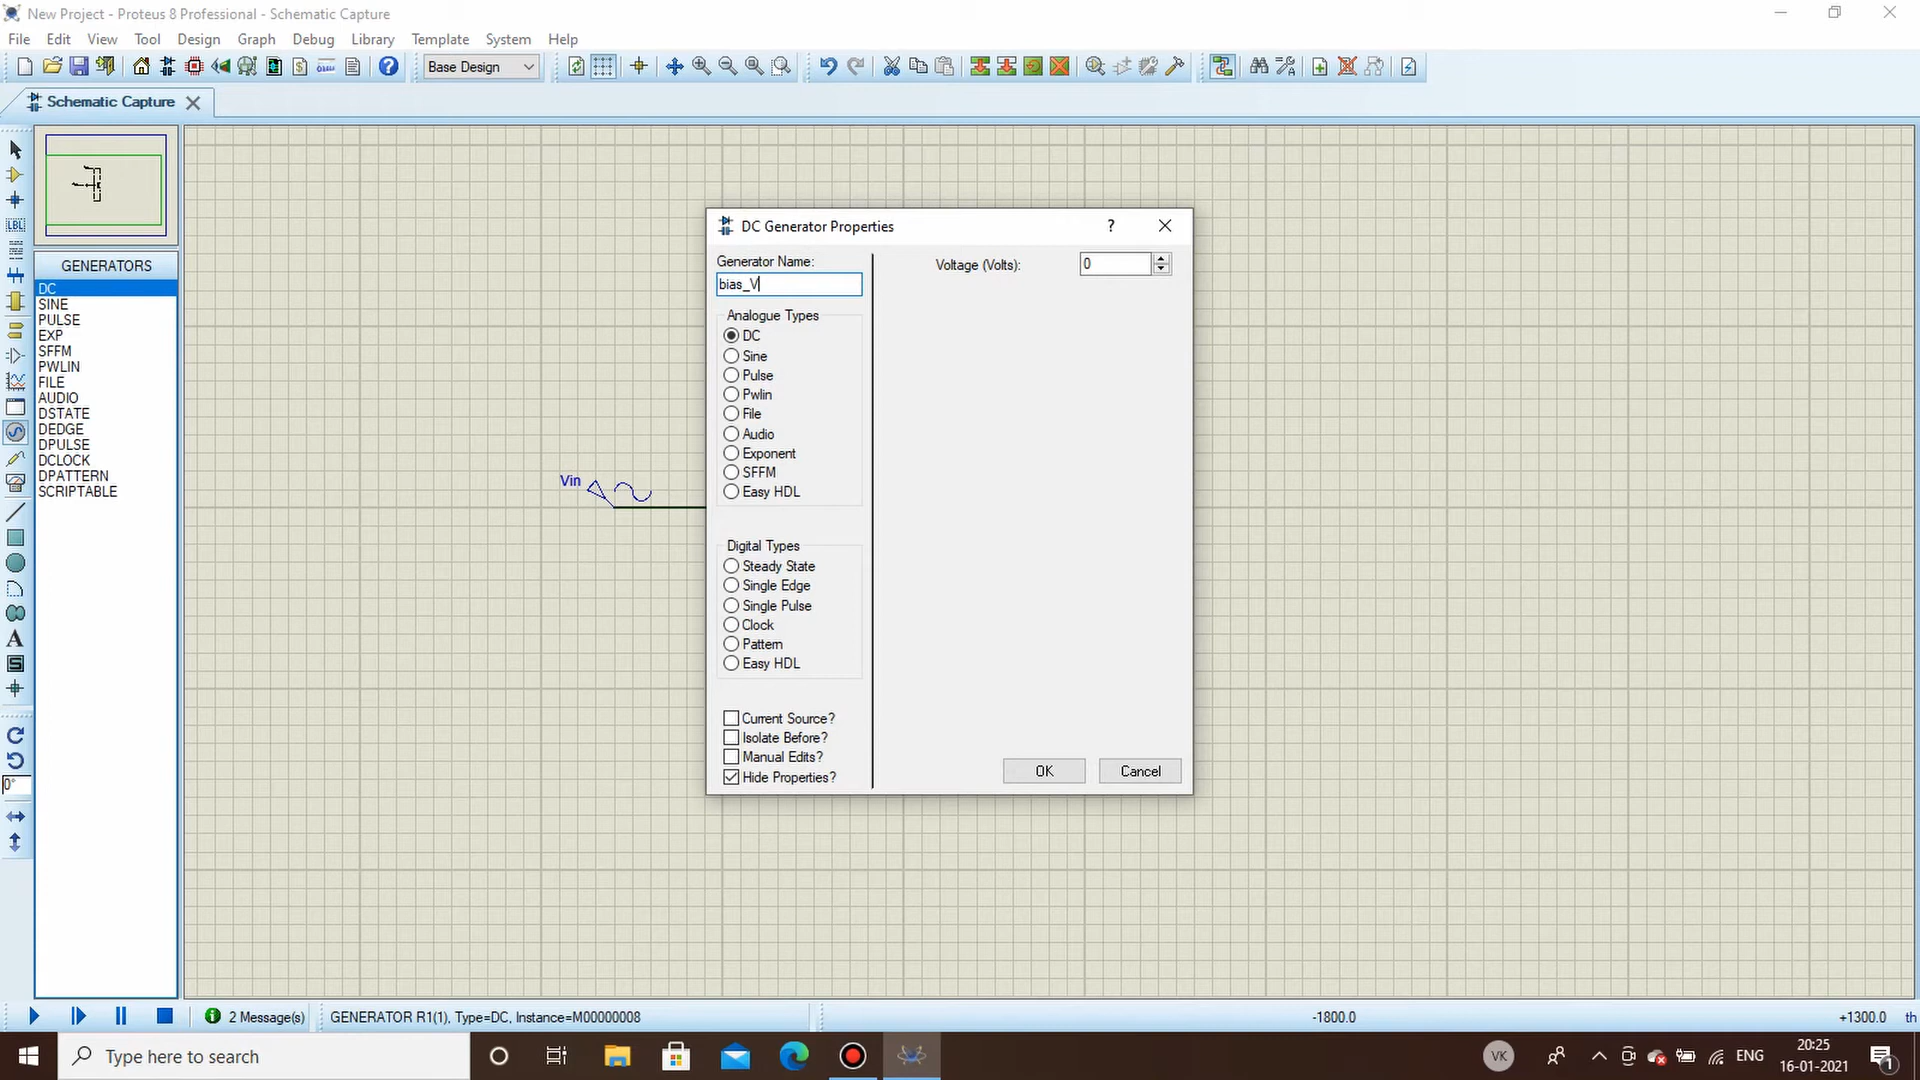 New Project - Proteus 8 Professional - Schematic Capture
File Edit View Tool Design Graph Debug Library Template System Help
Base Design
Schematic Capture
GENERATORS
DC
SINE
PULSE
EXP
SFFM
PWLIN
FILE
AUDIO
DSTATE
DEDGE
DPULSE
DCLOCK
DPATTERN
SCRIPTABLE
LBL
A
S
0°
Vin
DC Generator Properties
?
Generator Name:
bias_V
Voltage (Volts):
0
Analogue Types
DC
Sine
Pulse
Pwlin
File
Audio
Exponent
SFFM
Easy HDL
Digital Types
Steady State
Single Edge
Single Pulse
Clock
Pattern
Easy HDL
Current Source?
Isolate Before?
Manual Edits?
Hide Properties?
OK
Cancel
2 Message(s)
GENERATOR R1(1), Type=DC, Instance=M00000008
-1800.0
+1300.0
th
Type here to search
VK
ENG
20:25
16-01-2021
1